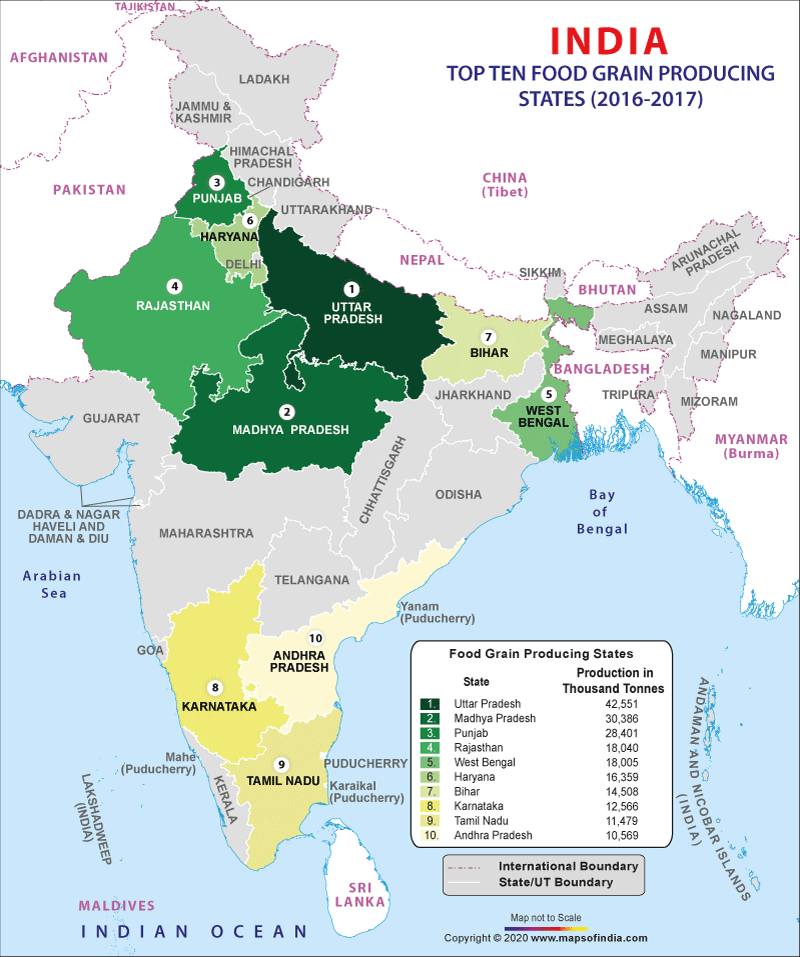 TAJIKISTAN
AFGHANISTAN
INDIA
TOP TEN FOOD GRAIN PRODUCING
STATES (2016-2017)
LADAKH
JAMMU &
KASHMIR
HIMACHAL
PRADESH
CHINA
(Tibet)
PAKISTAN
3
PUNJAB
CHANDIGARH
UTTARAKHAND
6
HARYANA
DELHI
NEPAL
SIKKIM
BHUTAN
ARUNACHAL
PRADESH
4
RAJASTHAN
1
UTTAR
PRADESH
ASSAM
NAGALAND
7
BIHAR
MEGHALAYA
MANIPUR
BANGLADESH
GUJARAT
2
MADHYA PRADESH
JHARKHAND
5
WEST
BENGAL
TRIPURA
MIZORAM
MYANMAR
(Burma)
CHHATTISGARH
ODISHA
DADRA & NAGAR
HAVELI AND
DAMAN & DIU
MAHARASHTRA
Bay
of
Bengal
Arabian
Sea
TELANGANA
Yanam
(Puducherry)
GOA
10
ANDHRA
PRADESH
8
KARNATAKA
Mahe
(Puducherry)
9
TAMIL NADU
PUDUCHERRY
Karaikal
(Puducherry)
KERALA
LAKSHADWEEP
(INDIA)
ANDAMAN AND NICOBAR ISLANDS
(INDIA)
Food Grain Producing States
State Production in
Thousand Tonnes
1. Uttar Pradesh 42,551
2. Madhya Pradesh 30,386
3. Punjab 28,401
4. Rajasthan 18,040
5. West Bengal 18,005
6. Haryana 16,359
7. Bihar 14,508
8. Karnataka 12,566
9. Tamil Nadu 11,479
10. Andhra Pradesh 10,569
International Boundary
State/UT Boundary
SRI
LANKA
MALDIVES
INDIAN OCEAN
Map not to Scale
Copyright © 2020 www.mapsofindia.com